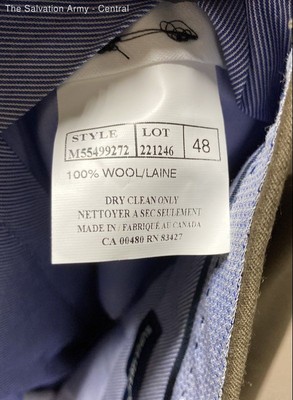 The Salvation Army - Central
STYLE LOT 48
M55499272 221246
100% WOOL/LAINE
DRY CLEAN ONLY
NETTOYER A SEC SEULEMENT
MADE IN / FABRIQUÉ AU CANADA
CA 00480 RN 83427